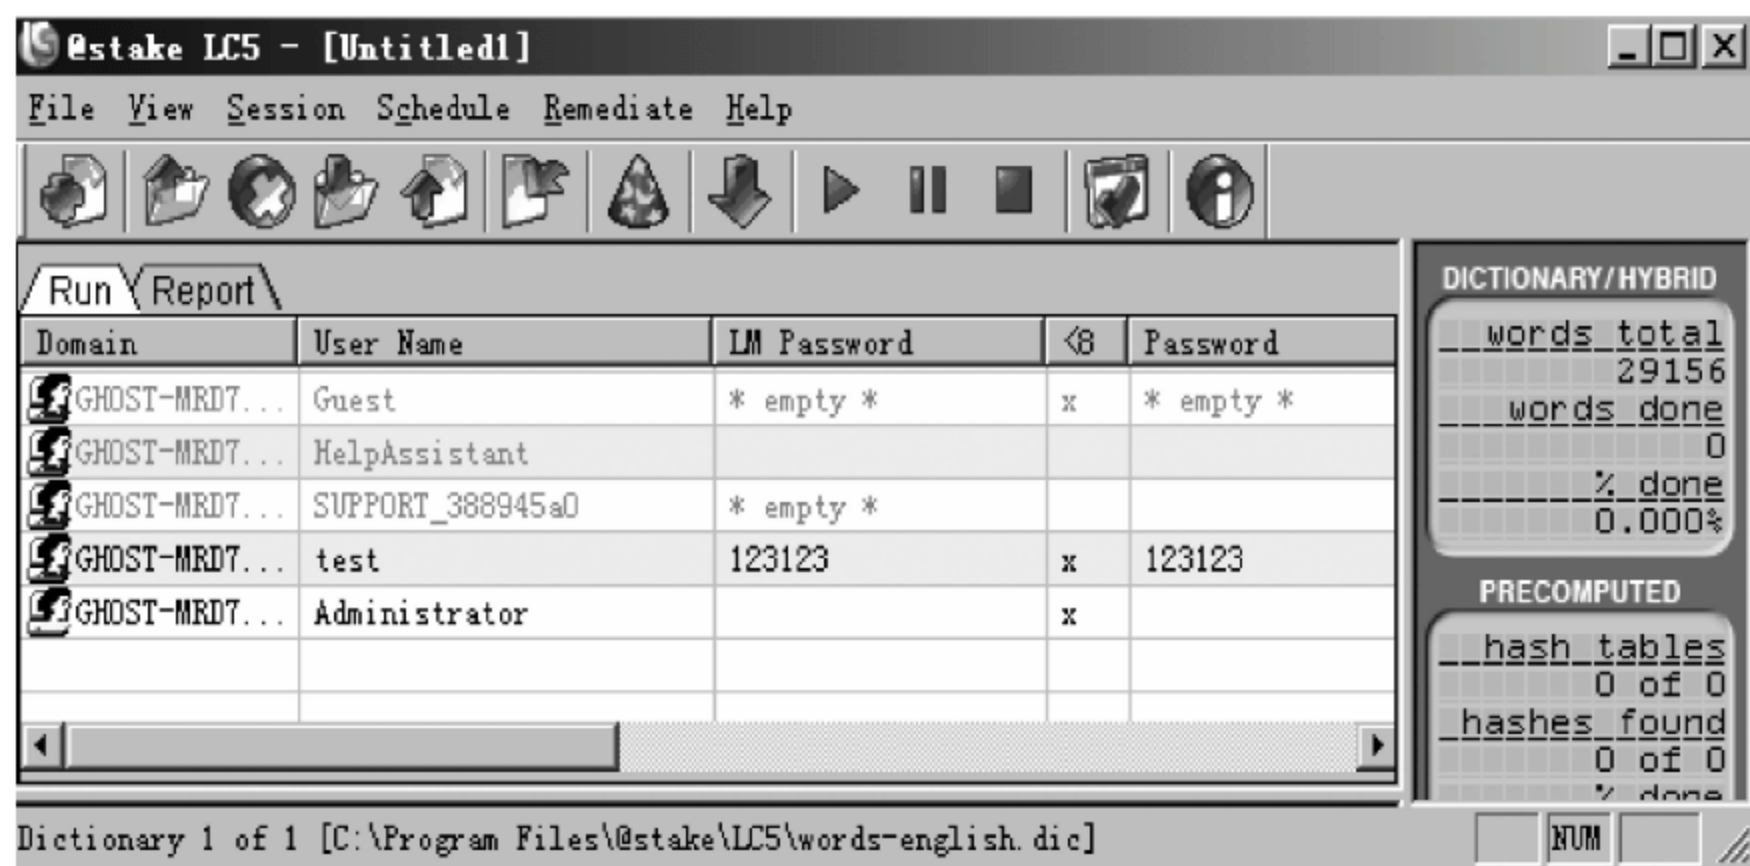 @stake LC5 - [Untitled1]
File View Session Schedule Remediate Help
Run Report
Domain User Name LM Password <8 Password
GHOST-MRD7... Guest * empty * x * empty *
GHOST-MRD7... HelpAssistant
GHOST-MRD7... SUPPORT_388945a0 * empty *
GHOST-MRD7... test 123123 x 123123
GHOST-MRD7... Administrator x
DICTIONARY/HYBRID
words total
29156
words done
0
% done
0.000%
PRECOMPUTED
hash tables
0 of 0
hashes found
0 of 0
% done
Dictionary 1 of 1 [C:\Program Files\@stake\LC5\words-english.dic] NUM